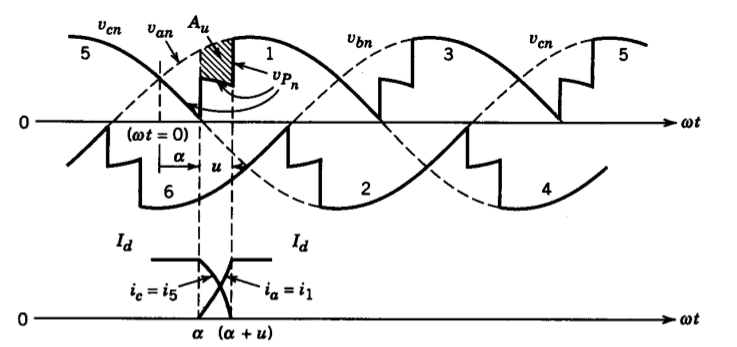 v_cn v_an A_u v_bn v_cn
5 1 3 5
v_Pn
0 ωt
(ωt = 0)
α u
6 2 4
I_d I_d
i_c = i_5 i_a = i_1
0 ωt
α (α + u)